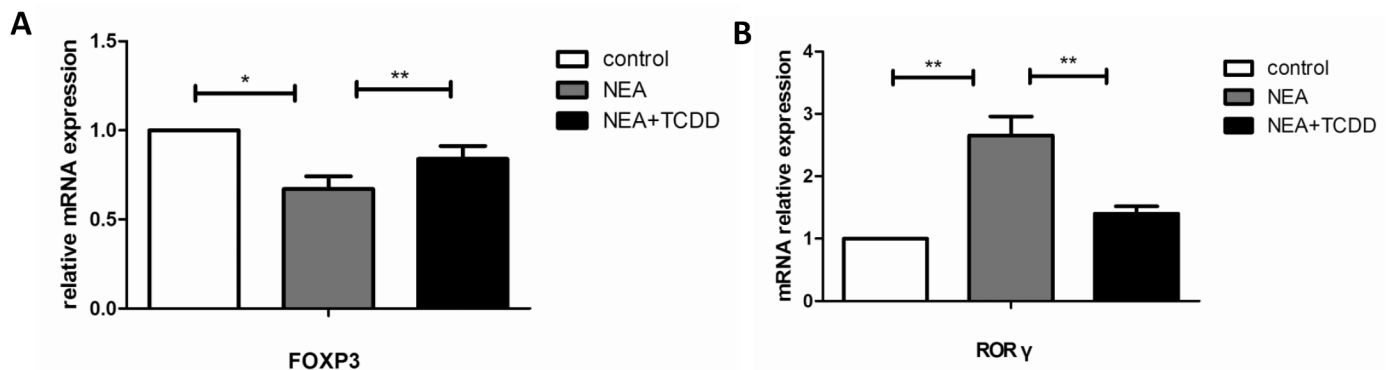 A
relative mRNA expression
1.5
1.0
0.5
0.0
*
**
control
NEA
NEA+TCDD
FOXP3
B
mRNA relative expression
4
3
2
1
0
**
**
control
NEA
NEA+TCDD
ROR γ